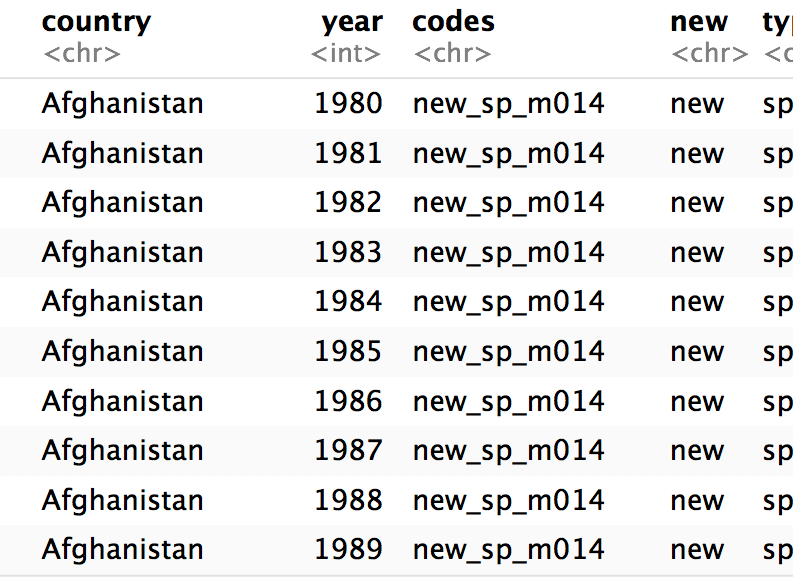 country year codes new typ
<chr> <int> <chr> <chr> <c
Afghanistan 1980 new_sp_m014 new sp
Afghanistan 1981 new_sp_m014 new sp
Afghanistan 1982 new_sp_m014 new sp
Afghanistan 1983 new_sp_m014 new sp
Afghanistan 1984 new_sp_m014 new sp
Afghanistan 1985 new_sp_m014 new sp
Afghanistan 1986 new_sp_m014 new sp
Afghanistan 1987 new_sp_m014 new sp
Afghanistan 1988 new_sp_m014 new sp
Afghanistan 1989 new_sp_m014 new sp